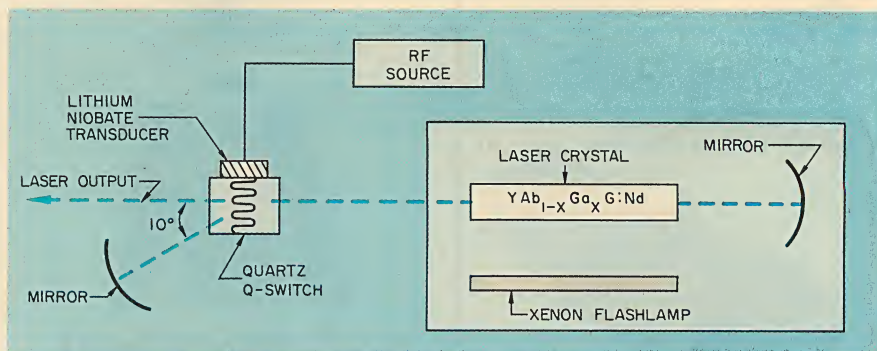 RF
SOURCE
LITHIUM
NIOBATE
TRANSDUCER
LASER OUTPUT
10°
MIRROR
QUARTZ
Q-SWITCH
LASER CRYSTAL
MIRROR
YAb1-XGaXG:Nd
XENON FLASHLAMP